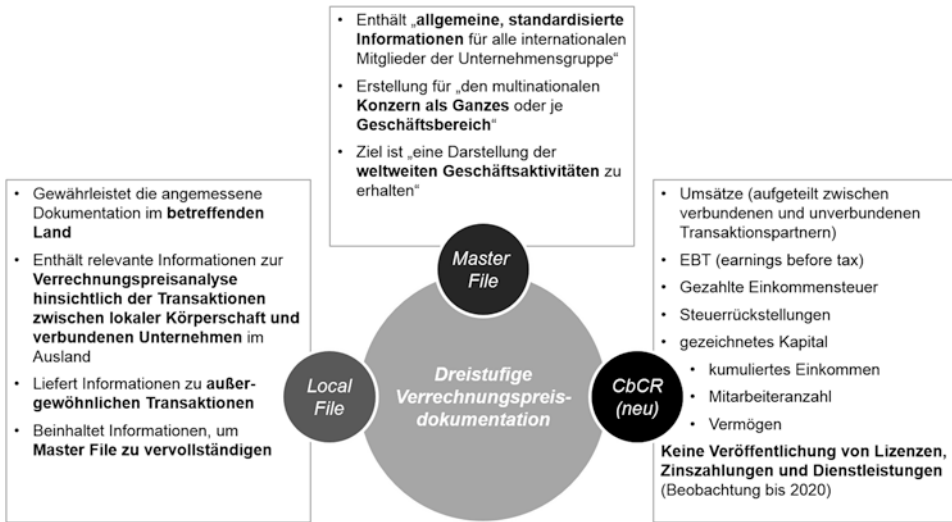 • Enthält „allgemeine, standardisierte
Informationen für alle internationalen
Mitglieder der Unternehmensgruppe“
• Erstellung für „den multinationalen
Konzern als Ganzes oder je
Geschäftsbereich“
• Ziel ist „eine Darstellung der
weltweiten Geschäftsaktivitäten zu
erhalten“
• Gewährleistet die angemessene
Dokumentation im betreffenden
Land
• Enthält relevante Informationen zur
Verrechnungspreisanalyse
hinsichtlich der Transaktionen
zwischen lokaler Körperschaft und
verbundenen Unternehmen im
Ausland
• Liefert Informationen zu außer-
gewöhnlichen Transaktionen
• Beinhaltet Informationen, um
Master File zu vervollständigen
Master
File
Local
File
Dreistufige
Verrechnungspreis-
dokumentation
CbCR
(neu)
• Umsätze (aufgeteilt zwischen
verbundenen und unverbundenen
Transaktionspartnern)
• EBT (earnings before tax)
• Gezahlte Einkommensteuer
• Steuerrückstellungen
• gezeichnetes Kapital
• kumuliertes Einkommen
• Mitarbeiteranzahl
• Vermögen
Keine Veröffentlichung von Lizenzen,
Zinszahlungen und Dienstleistungen
(Beobachtung bis 2020)